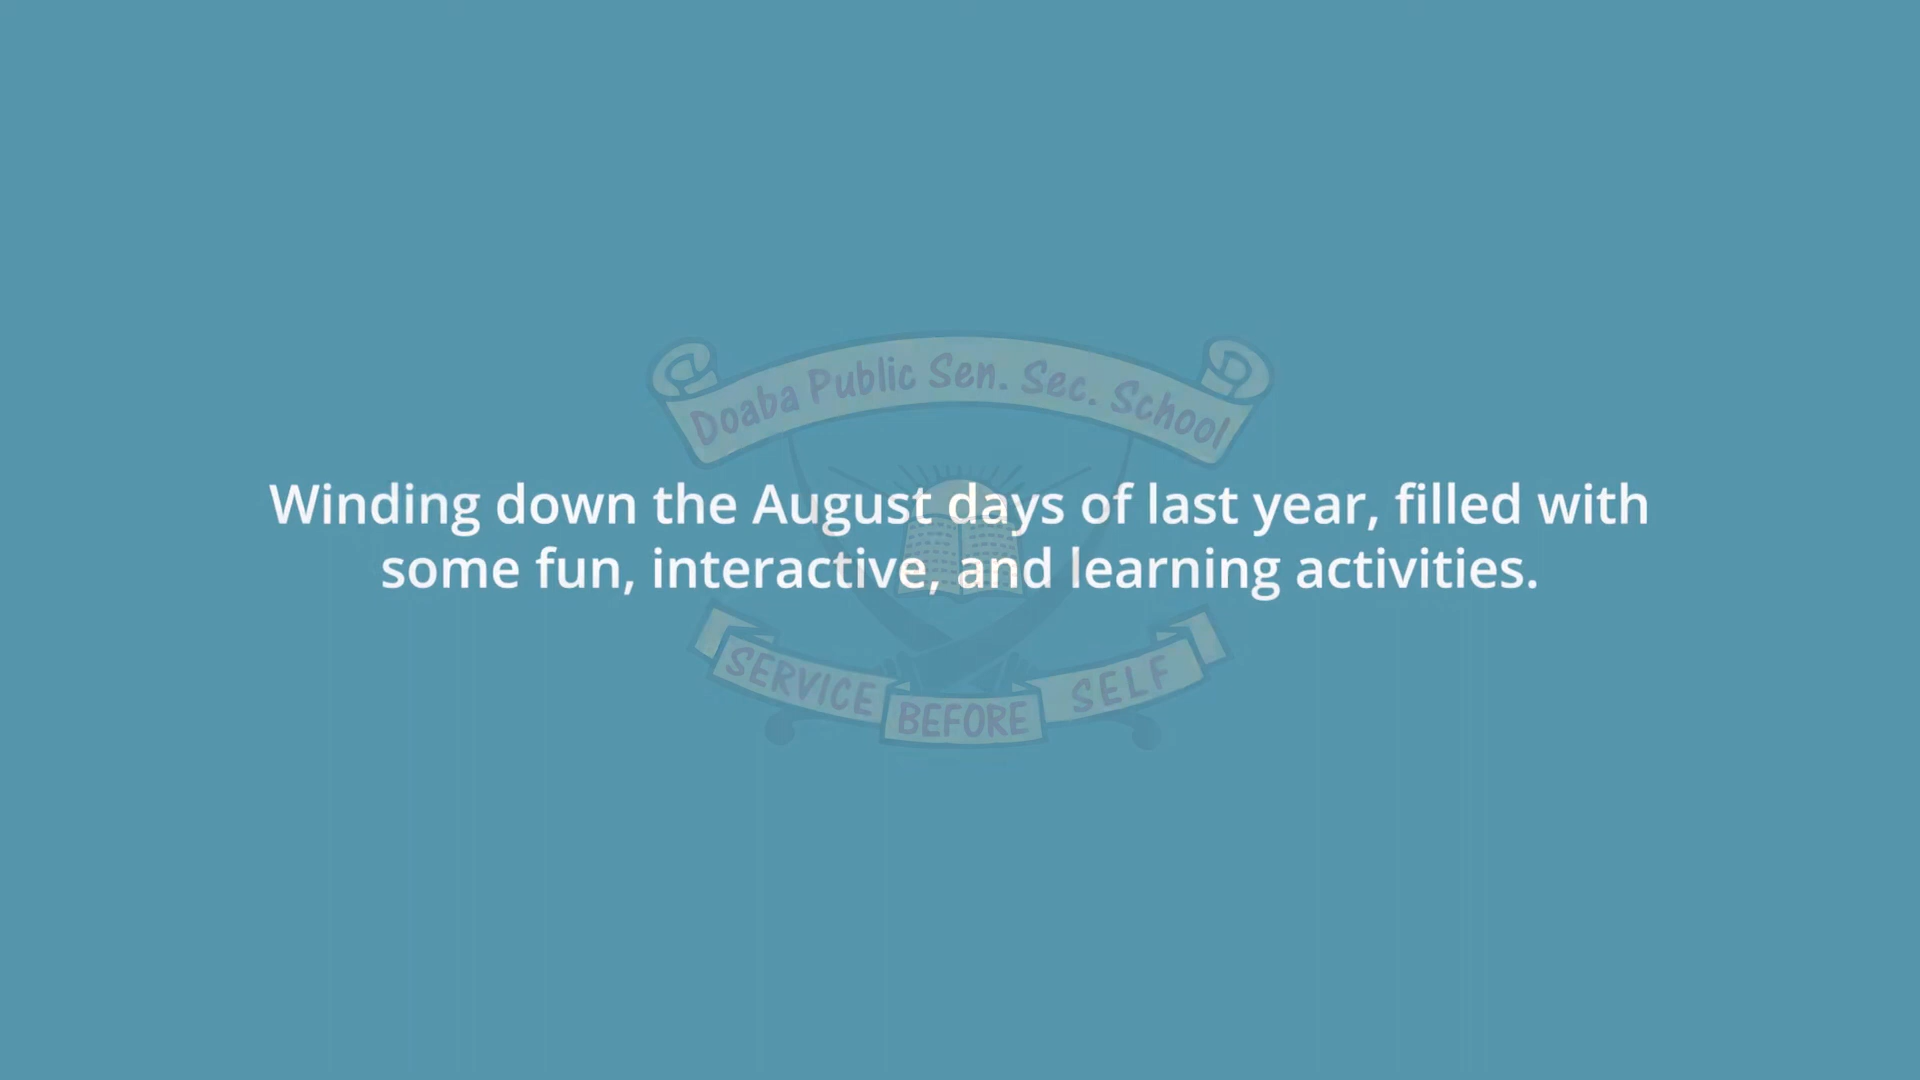 Doaba Public Sen. Sec. School
Winding down the August days of last year, filled with
some fun, interactive, and learning activities.
SERVICE BEFORE SELF